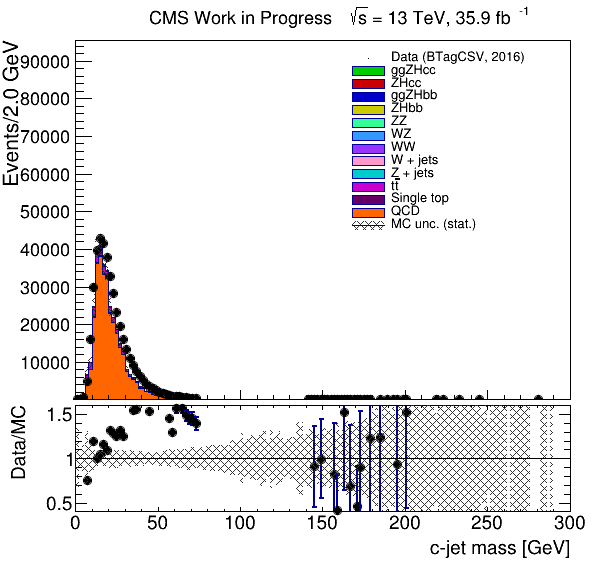 CMS Work in Progress √s = 13 TeV, 35.9 fb⁻¹
Events/2.0 GeV
90000
80000
70000
60000
50000
40000
30000
20000
10000
Data (BTagCSV, 2016)
ggZHcc
ZHcc
ggZHbb
ZHbb
ZZ
WZ
WW
W + jets
Z + jets
tt̅
Single top
QCD
MC unc. (stat.)
Data/MC
1.5
1
0.5
0 50 100 150 200 250 300
c-jet mass [GeV]